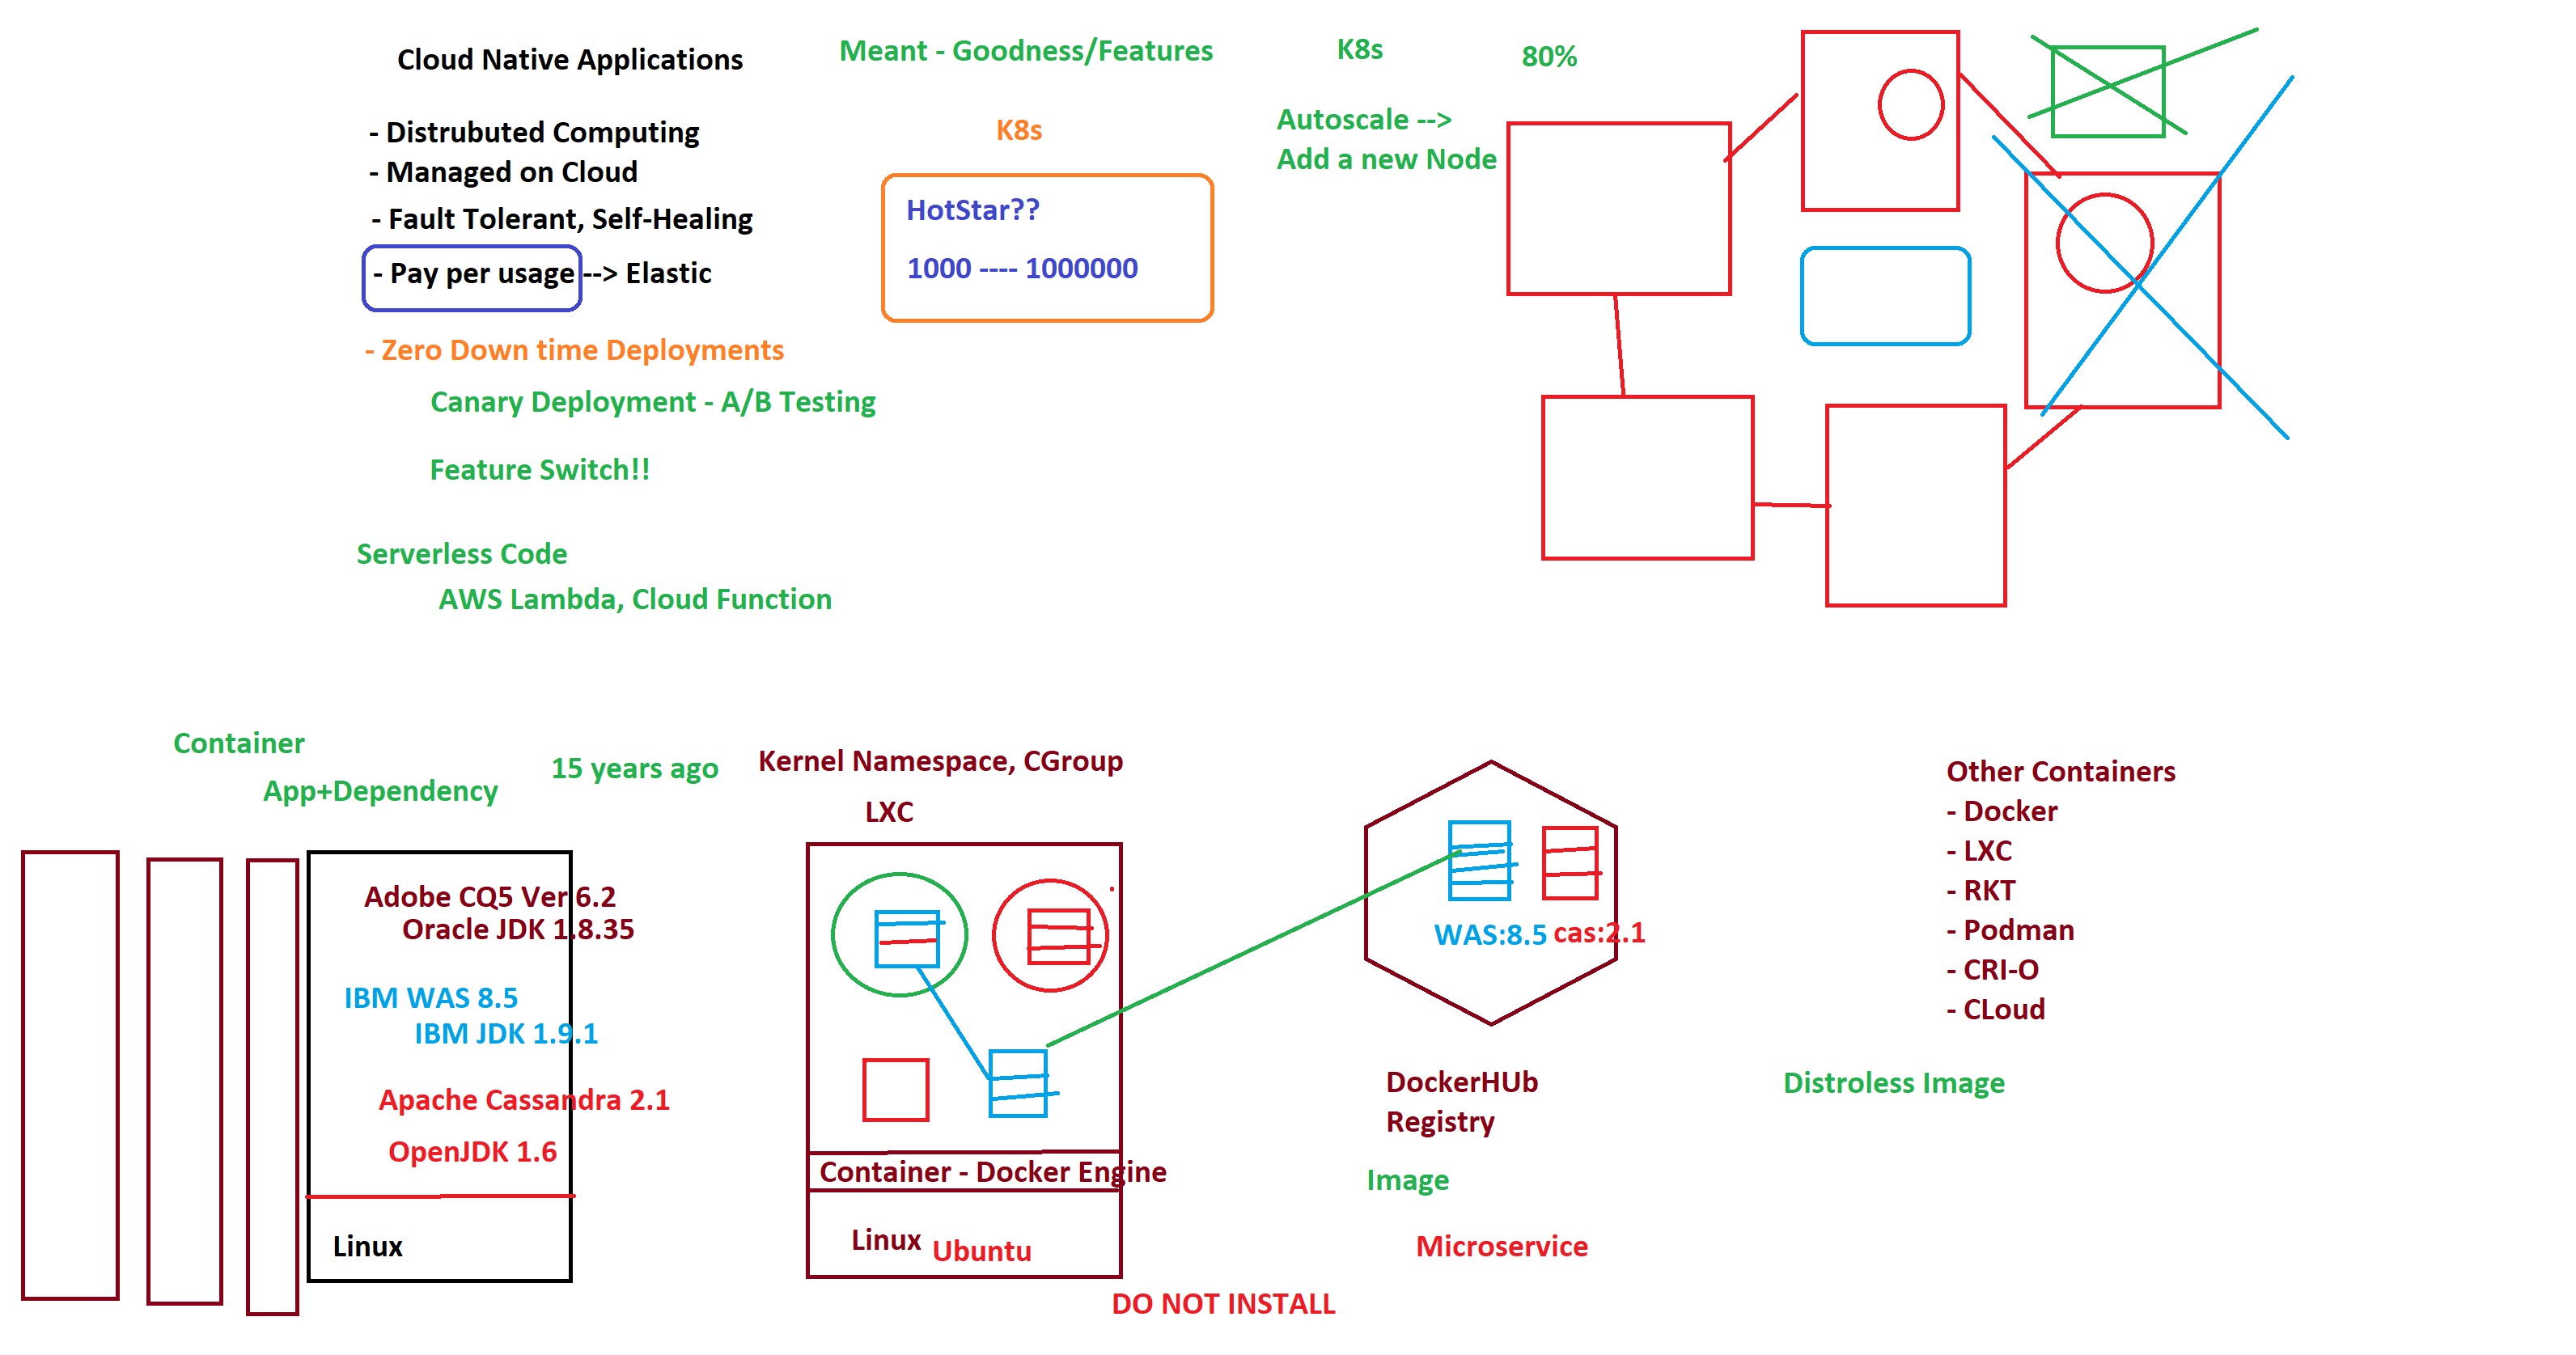 Cloud Native Applications
- Distrubuted Computing
- Managed on Cloud
- Fault Tolerant, Self-Healing
- Pay per usage --> Elastic
- Zero Down time Deployments
Canary Deployment - A/B Testing
Feature Switch!!
Serverless Code
AWS Lambda, Cloud Function
Meant - Goodness/Features
K8s
HotStar??
1000 ---- 1000000
K8s
80%
Autoscale -->
Add a new Node
Container
App+Dependency
15 years ago
Adobe CQ5 Ver 6.2
Oracle JDK 1.8.35
IBM WAS 8.5
IBM JDK 1.9.1
Apache Cassandra 2.1
OpenJDK 1.6
Linux
Kernel Namespace, CGroup
LXC
Container - Docker Engine
Linux Ubuntu
DO NOT INSTALL
WAS:8.5 cas:2.1
DockerHUb
Registry
Image
Microservice
Other Containers
- Docker
- LXC
- RKT
- Podman
- CRI-O
- CLoud
Distroless Image